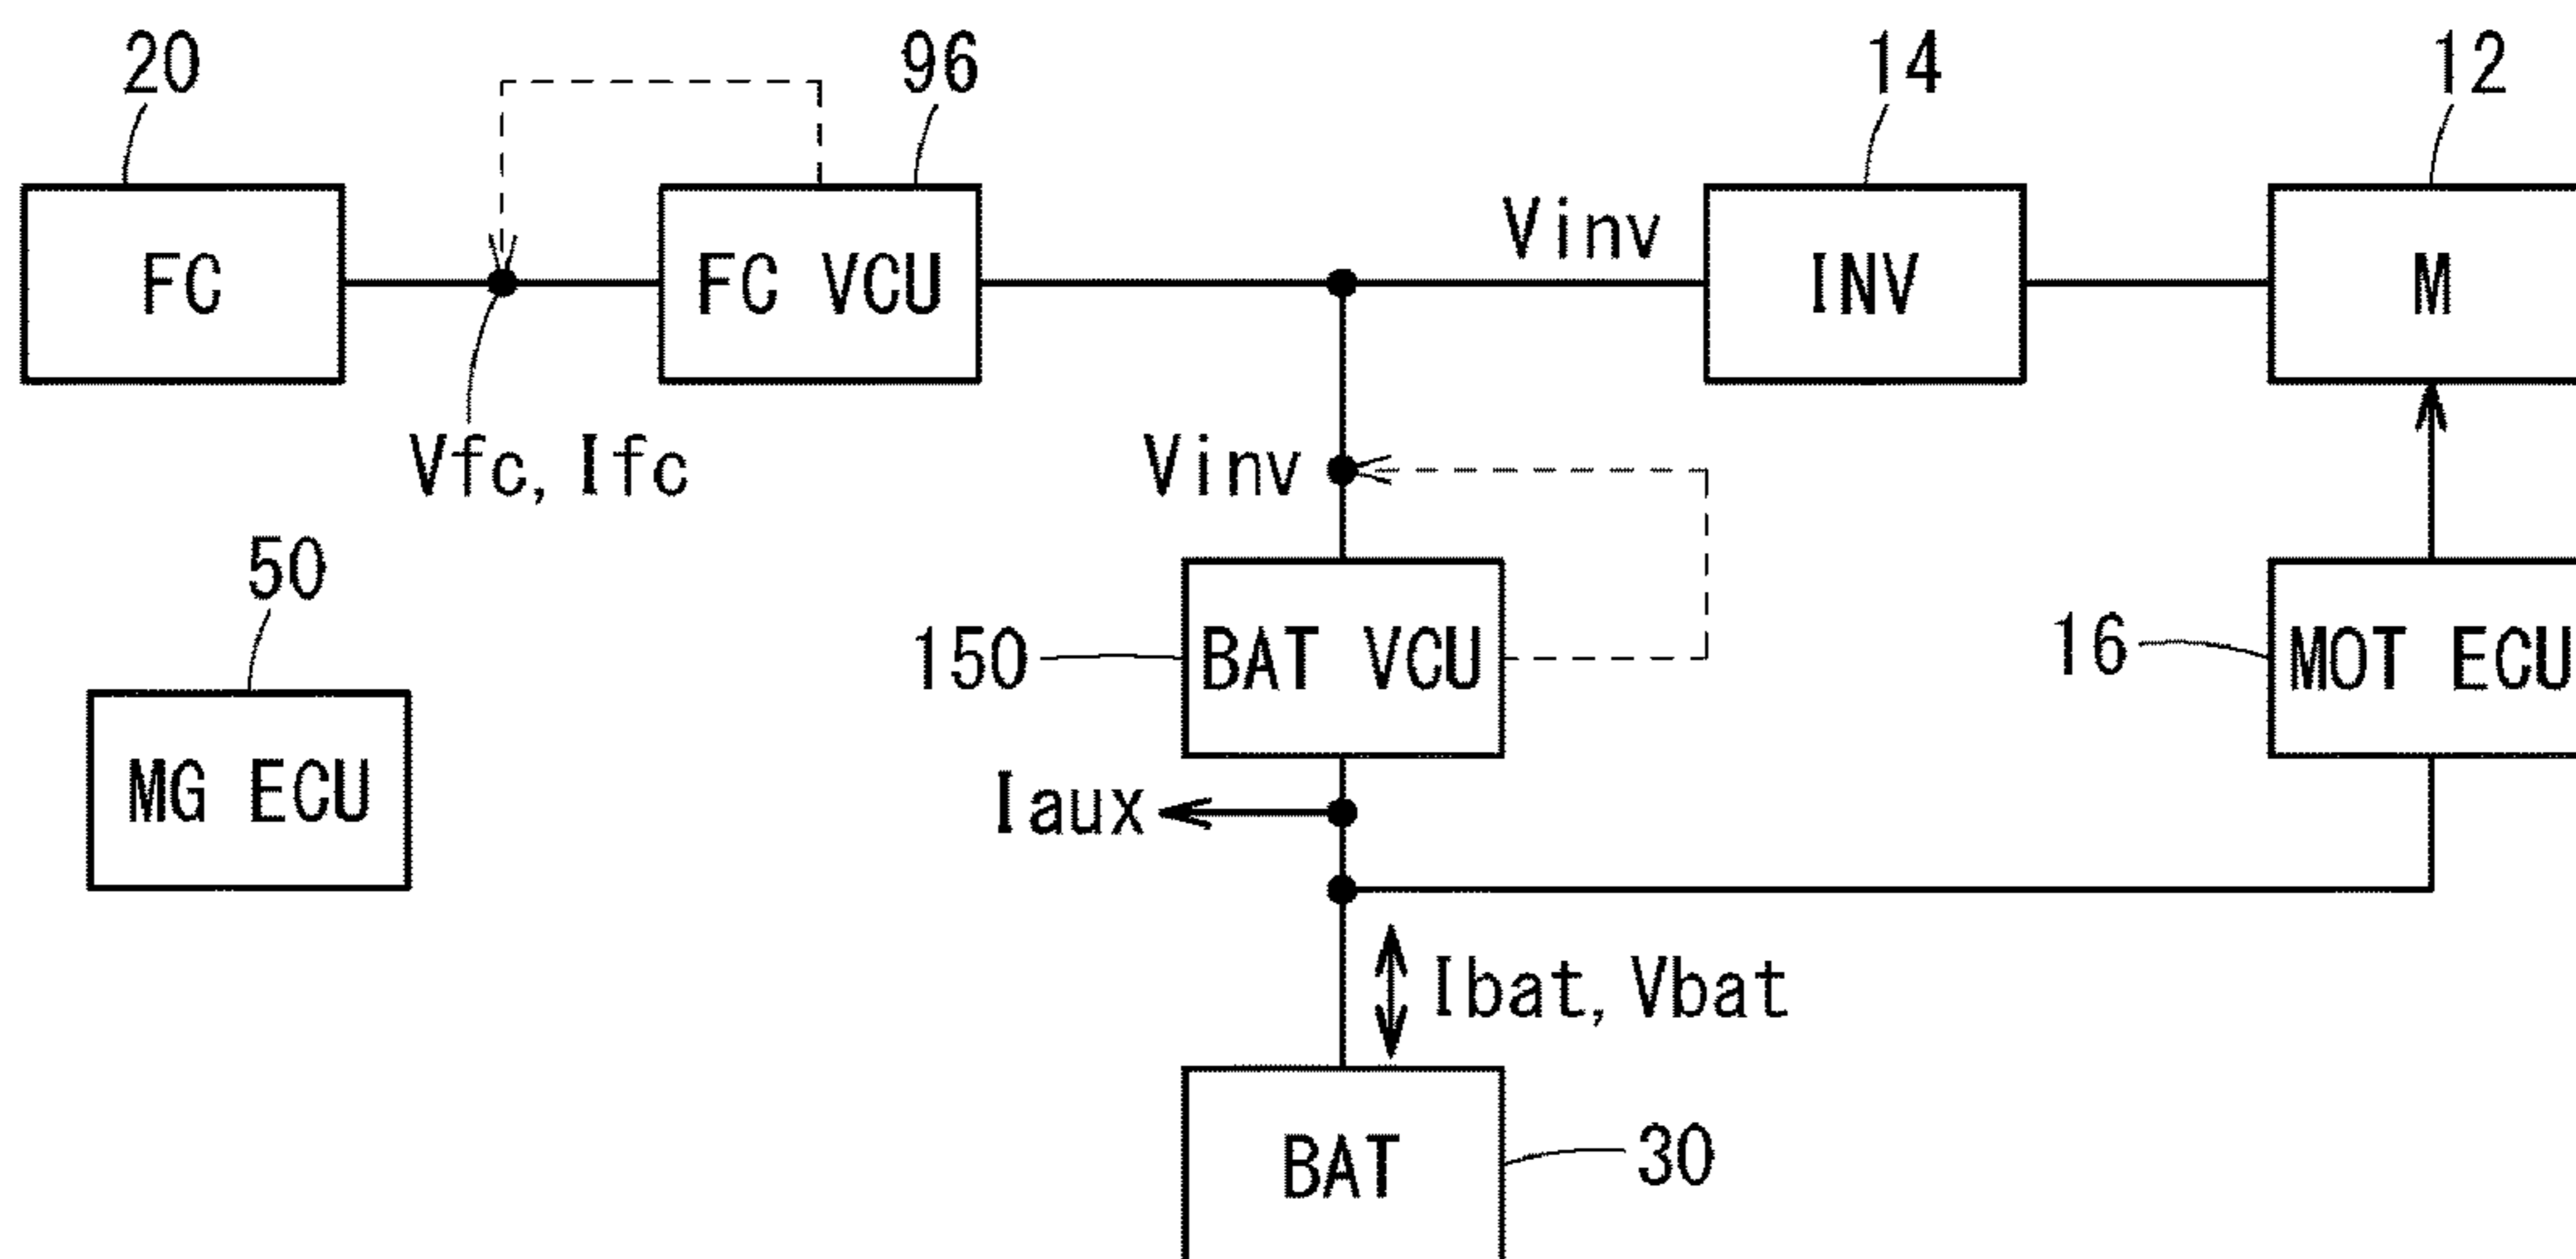 20
96
14
12
FC
FC VCU
Vinv
INV
M
Vfc, Ifc
Vinv
50
150
BAT VCU
16
MOT ECU
MG ECU
Iaux
Ibat, Vbat
BAT
30